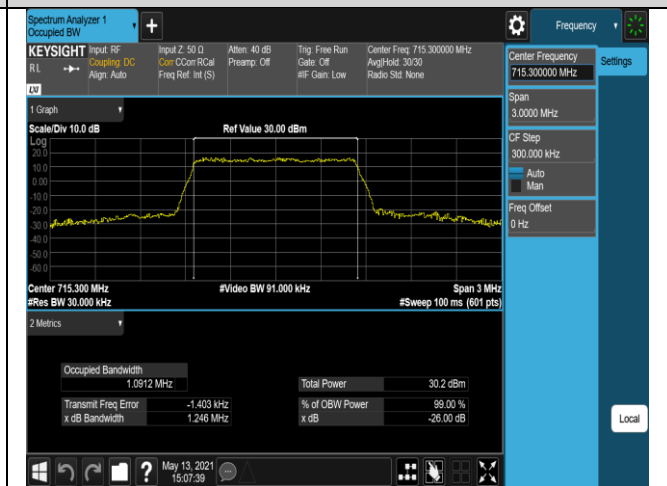 Spectrum Analyzer 1
Occupied BW
Frequency
KEYSIGHT
RL
LXI
Input: RF
Coupling: DC
Align: Auto
Input Z: 50 Ω
Corr CCorr RCal
Freq Ref: Int (S)
Atten: 40 dB
Preamp: Off
Trig: Free Run
Gate: Off
#IF Gain: Low
Center Freq: 715.300000 MHz
Avg|Hold: 30/30
Radio Std: None
Center Frequency
715.300000 MHz
Settings
Span
3.0000 MHz
CF Step
300.000 kHz
Auto
Man
Freq Offset
0 Hz
1 Graph
Scale/Div 10.0 dB
Ref Value 30.00 dBm
Log
20.0
10.0
0.00
-10.0
-20.0
-30.0
-40.0
-50.0
-60.0
Center 715.300 MHz
#Video BW 91.000 kHz
Span 3 MHz
#Res BW 30.000 kHz
#Sweep 100 ms (601 pts)
2 Metrics
Occupied Bandwidth
1.0912 MHz
Total Power 30.2 dBm
Transmit Freq Error -1.403 kHz
% of OBW Power 99.00 %
x dB Bandwidth 1.246 MHz
x dB -26.00 dB
Local
?
May 13, 2021
15:07:39